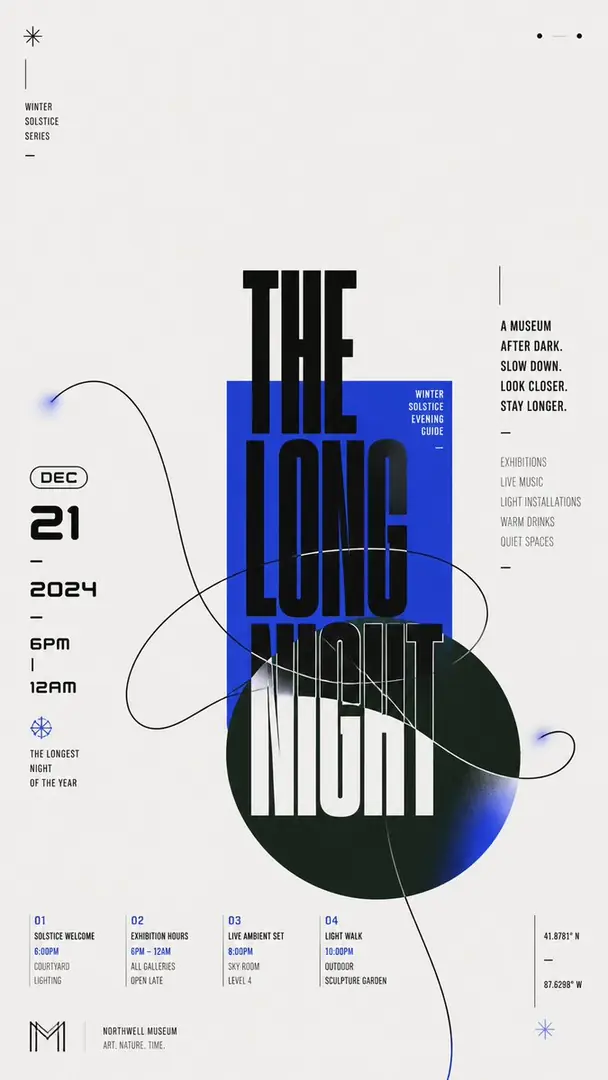 WINTER
SOLSTICE
SERIES
THE
LONG
NIGHT
WINTER
SOLSTICE
EVENING
GUIDE
A MUSEUM
AFTER DARK.
SLOW DOWN.
LOOK CLOSER.
STAY LONGER.
EXHIBITIONS
LIVE MUSIC
LIGHT INSTALLATIONS
WARM DRINKS
QUIET SPACES
DEC
21
2024
6PM
12AM
THE LONGEST
NIGHT
OF THE YEAR
01
SOLSTICE WELCOME
6:00PM
COURTYARD
LIGHTING
02
EXHIBITION HOURS
6PM – 12AM
ALL GALLERIES
OPEN LATE
03
LIVE AMBIENT SET
8:00PM
SKY ROOM
LEVEL 4
04
LIGHT WALK
10:00PM
OUTDOOR
SCULPTURE GARDEN
41.8781° N
87.6298° W
NORTHWELL MUSEUM
ART. NATURE. TIME.